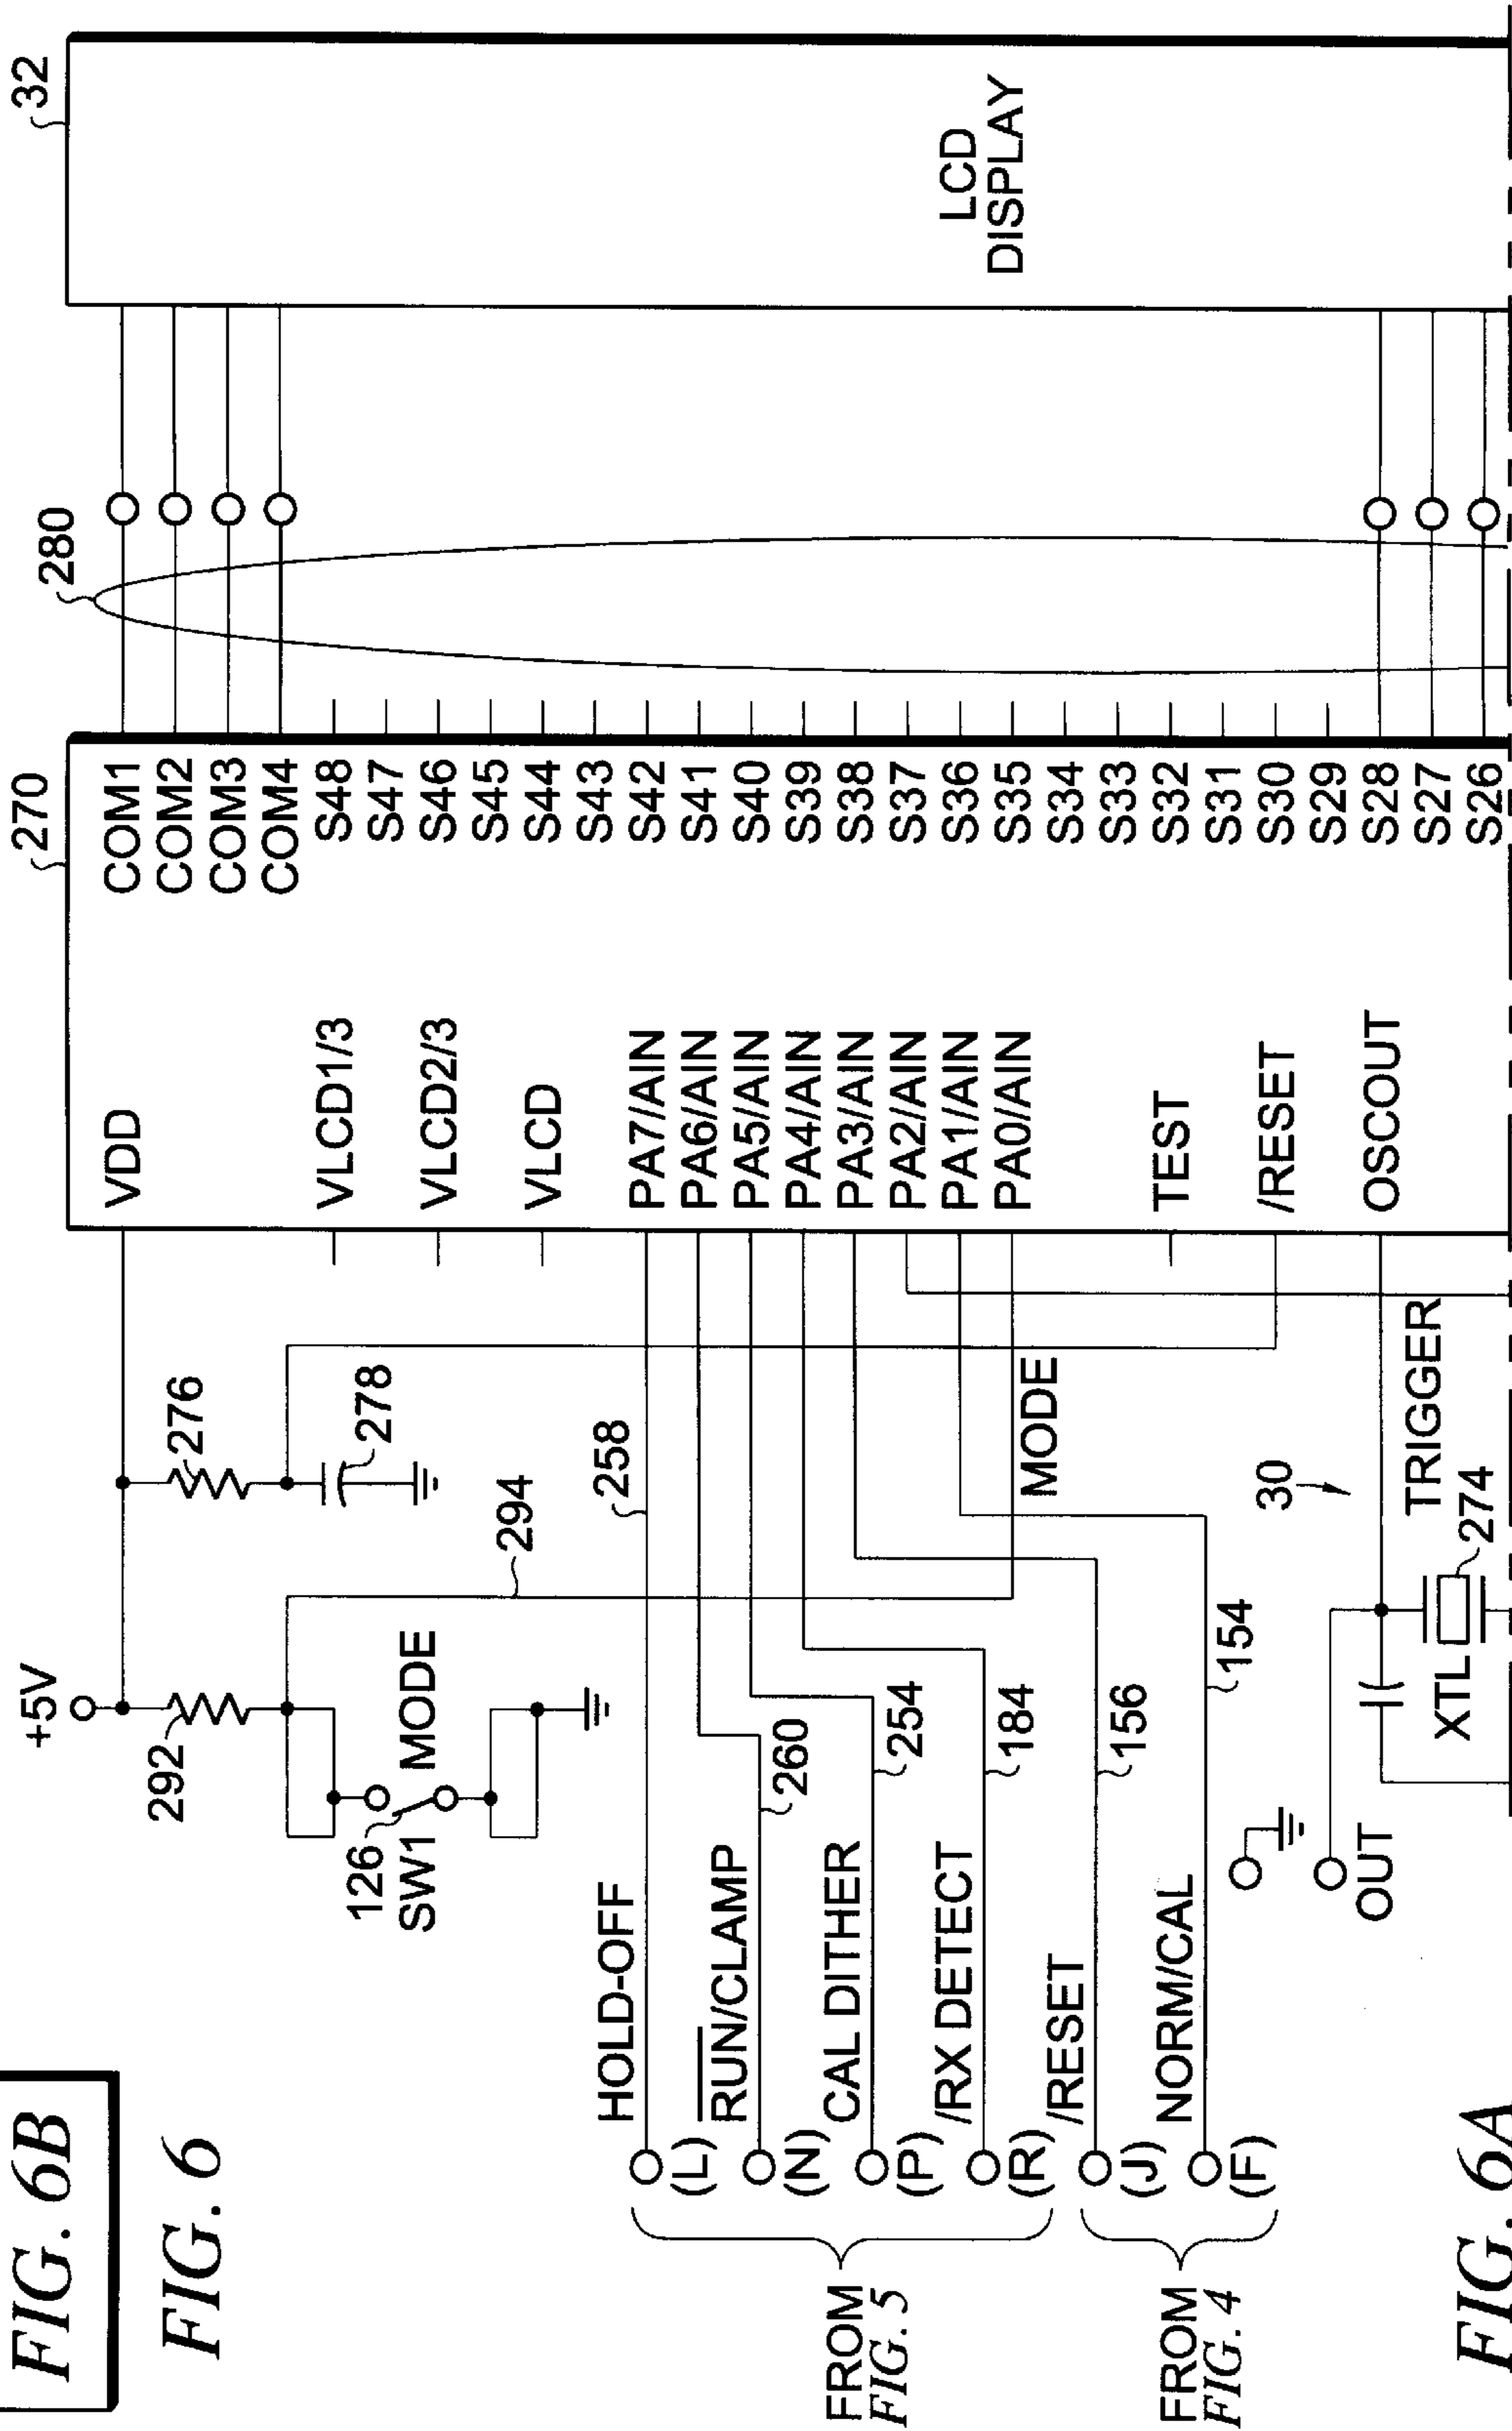 FIG. 6B
FIG. 6
+5V
292
276
278
126
SW1
MODE
294
258
HOLD-OFF
(L)
RUN/CLAMP
(N)
260
CAL DITHER
(P)
254
/RX DETECT
(R)
184
/RESET
(J)
156
NORM/CAL
(F)
154
FROM
FIG. 5
FROM
FIG. 4
MODE
30
TRIGGER
OUT
XTL
274
270
VDD
VLCD1/3
VLCD2/3
VLCD
PA7/AIN
PA6/AIN
PA5/AIN
PA4/AIN
PA3/AIN
PA2/AIN
PA1/AIN
PA0/AIN
TEST
/RESET
OSCOUT
COM1
COM2
COM3
COM4
S48
S47
S46
S45
S44
S43
S42
S41
S40
S39
S38
S37
S36
S35
S34
S33
S32
S31
S30
S29
S28
S27
S26
280
32
LCD
DISPLAY
FIG. 6A